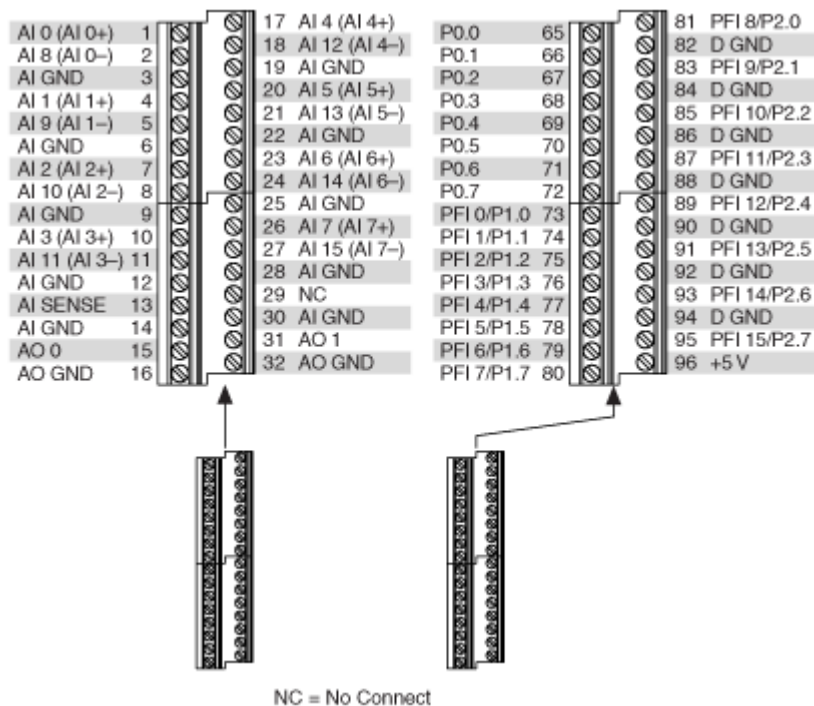 AI 0 (AI 0+) 1
AI 8 (AI 0–) 2
AI GND 3
AI 1 (AI 1+) 4
AI 9 (AI 1–) 5
AI GND 6
AI 2 (AI 2+) 7
AI 10 (AI 2–) 8
AI GND 9
AI 3 (AI 3+) 10
AI 11 (AI 3–) 11
AI GND 12
AI SENSE 13
AI GND 14
AO 0 15
AO GND 16
17 AI 4 (AI 4+)
18 AI 12 (AI 4–)
19 AI GND
20 AI 5 (AI 5+)
21 AI 13 (AI 5–)
22 AI GND
23 AI 6 (AI 6+)
24 AI 14 (AI 6–)
25 AI GND
26 AI 7 (AI 7+)
27 AI 15 (AI 7–)
28 AI GND
29 NC
30 AI GND
31 AO 1
32 AO GND
P0.0 65
P0.1 66
P0.2 67
P0.3 68
P0.4 69
P0.5 70
P0.6 71
P0.7 72
PFI 0/P1.0 73
PFI 1/P1.1 74
PFI 2/P1.2 75
PFI 3/P1.3 76
PFI 4/P1.4 77
PFI 5/P1.5 78
PFI 6/P1.6 79
PFI 7/P1.7 80
81 PFI 8/P2.0
82 D GND
83 PFI 9/P2.1
84 D GND
85 PFI 10/P2.2
86 D GND
87 PFI 11/P2.3
88 D GND
89 PFI 12/P2.4
90 D GND
91 PFI 13/P2.5
92 D GND
93 PFI 14/P2.6
94 D GND
95 PFI 15/P2.7
96 +5 V
NC = No Connect